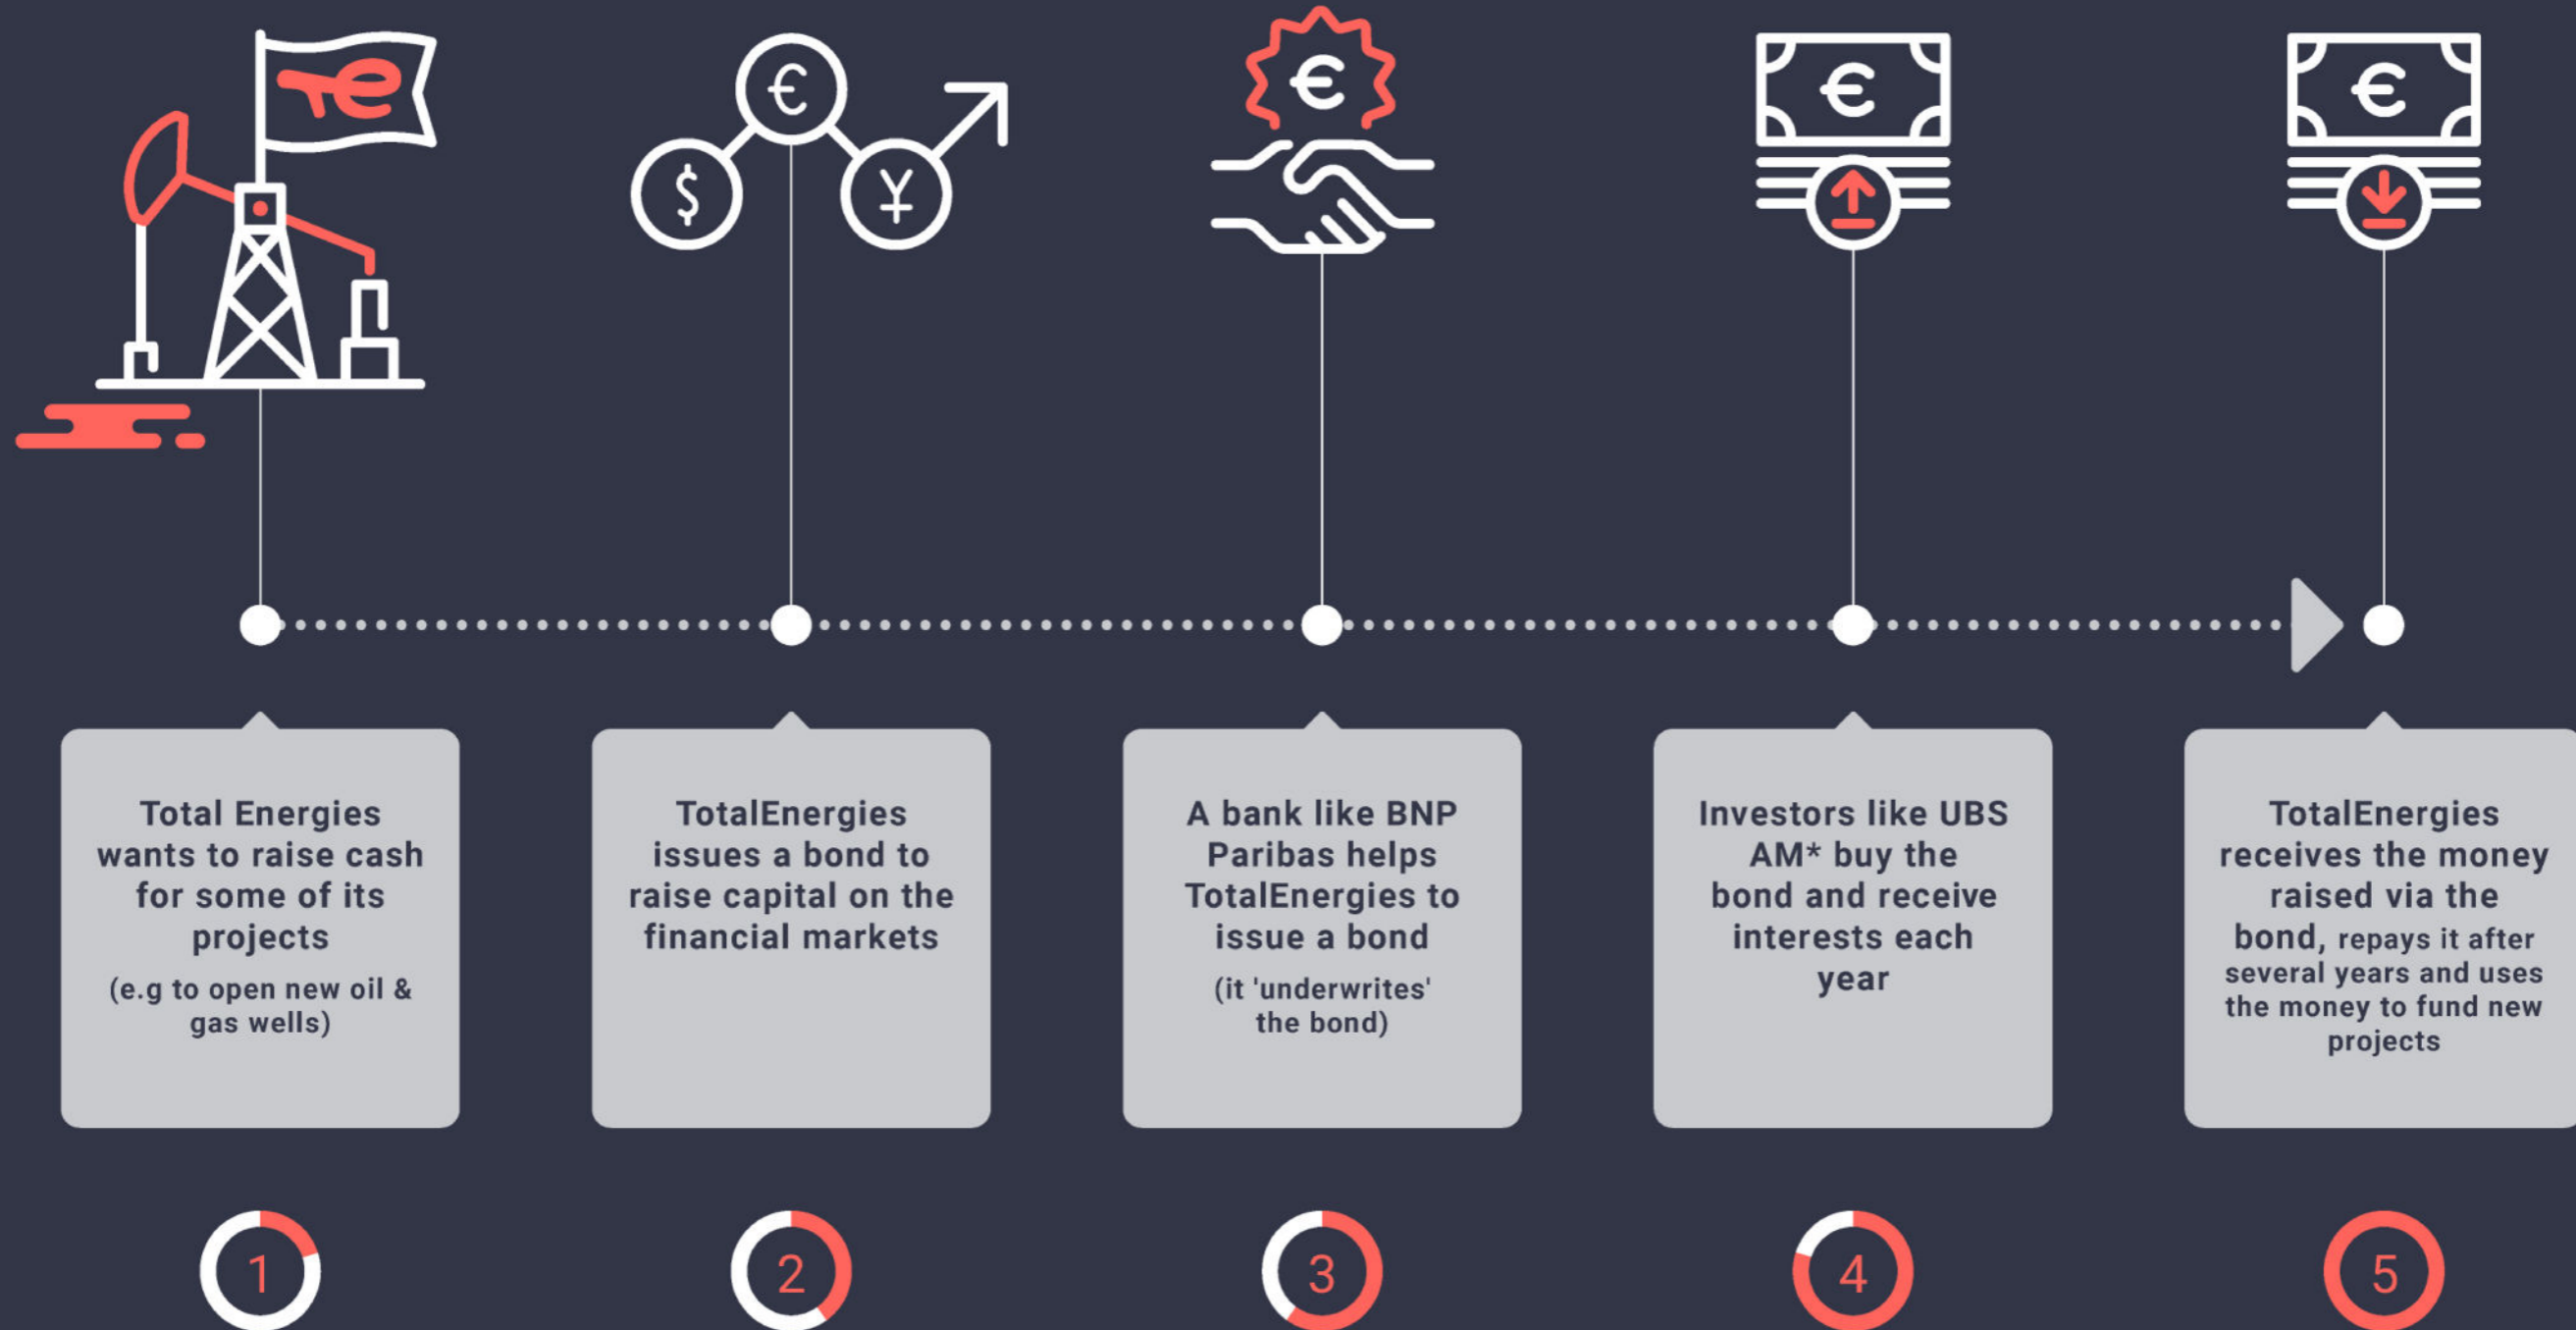 te
€
$
¥
€
€
€
Total Energies
wants to raise cash
for some of its
projects
(e.g to open new oil &
gas wells)
TotalEnergies
issues a bond to
raise capital on the
financial markets
A bank like BNP
Paribas helps
TotalEnergies to
issue a bond
(it 'underwrites'
the bond)
Investors like UBS
AM* buy the
bond and receive
interests each
year
TotalEnergies
receives the money
raised via the
bond, repays it after
several years and uses
the money to fund new
projects
1
2
3
4
5